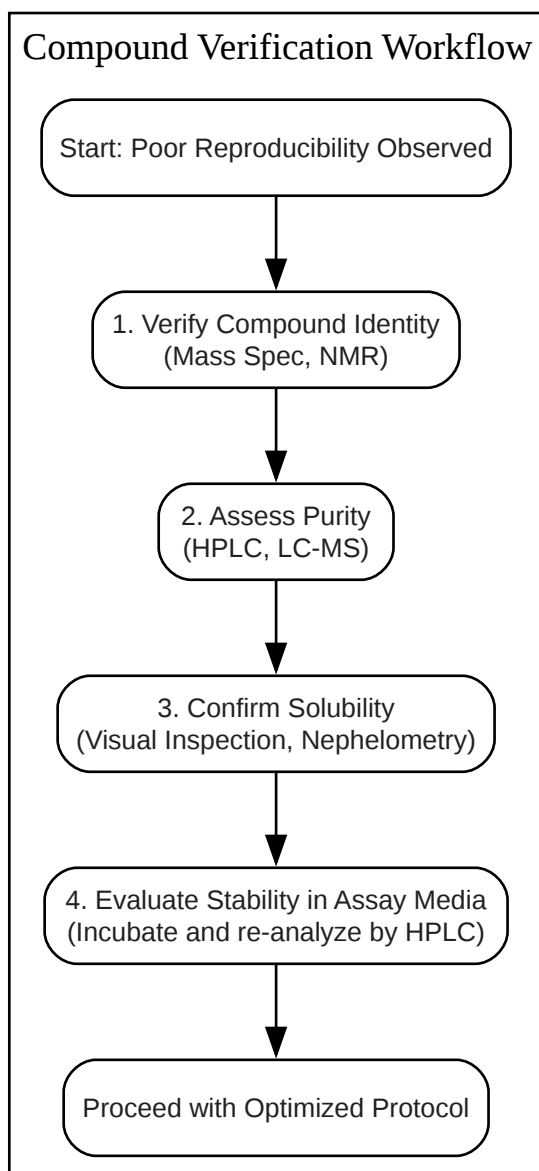 Compound Verification Workflow
Start: Poor Reproducibility Observed
1. Verify Compound Identity
(Mass Spec, NMR)
2. Assess Purity
(HPLC, LC-MS)
3. Confirm Solubility
(Visual Inspection, Nephelometry)
4. Evaluate Stability in Assay Media
(Incubate and re-analyze by HPLC)
Proceed with Optimized Protocol